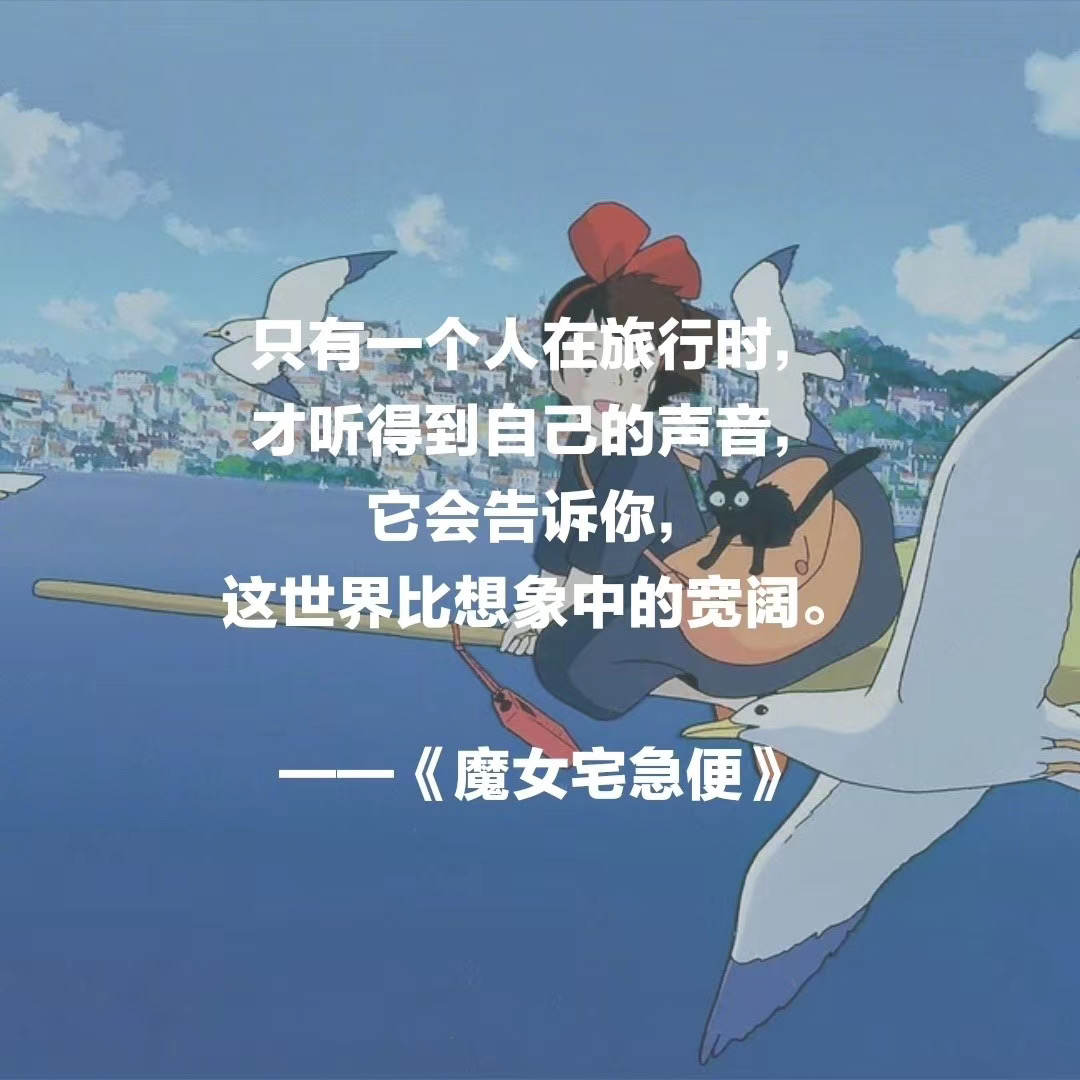 只有一个人在旅行时，
才听得到自己的声音，
它会告诉你，
这世界比想象中的宽阔。
——《魔女宅急便》